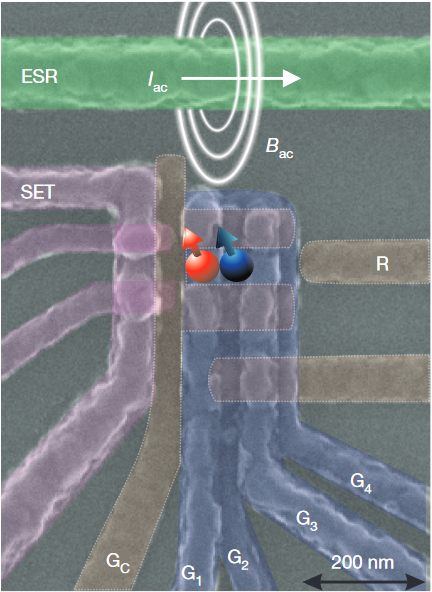 ESR
I_ac
B_ac
SET
R
G_4
G_3
G_C
G_1
G_2
200 nm